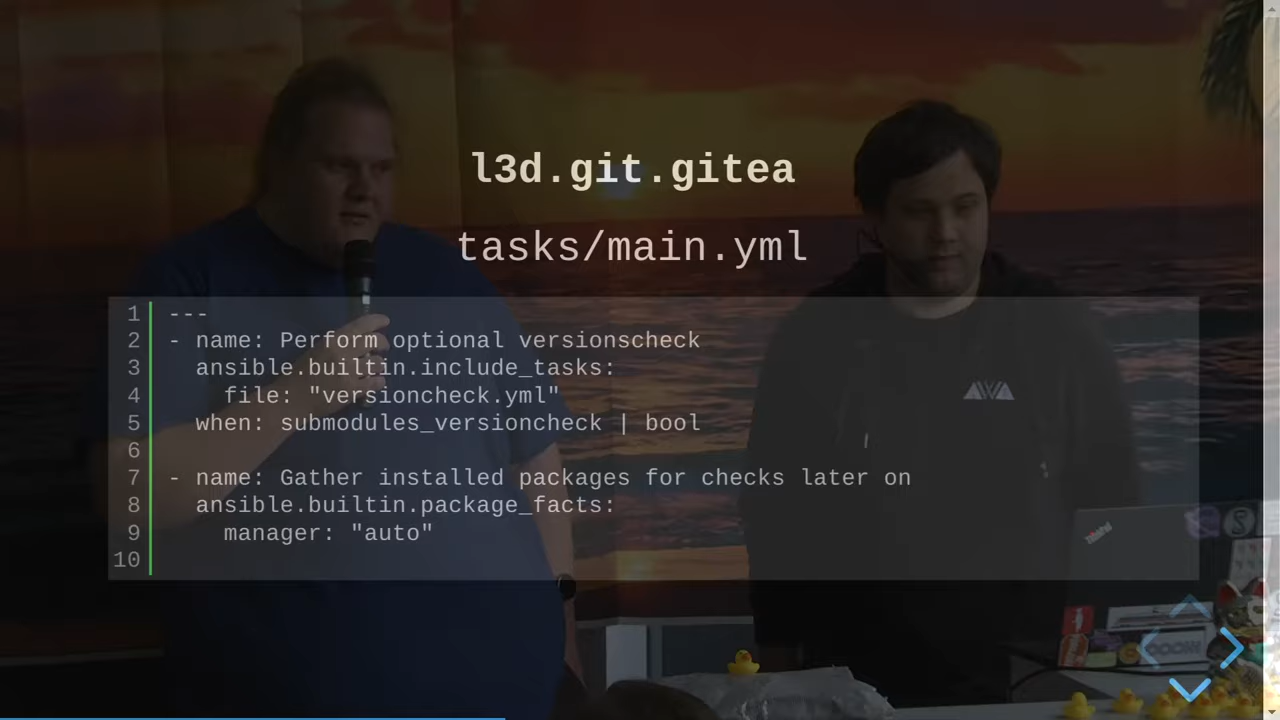 l3d.git.gitea
tasks/main.yml
1 ---
2 - name: Perform optional versionscheck
3   ansible.builtin.include_tasks:
4     file: "versioncheck.yml"
5   when: submodules_versioncheck | bool
6
7 - name: Gather installed packages for checks later on
8   ansible.builtin.package_facts:
9     manager: "auto"
10
ThinkPad